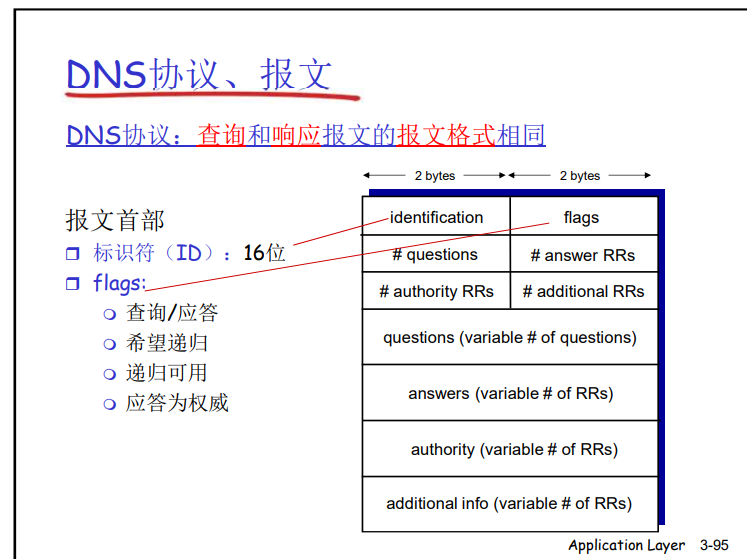 DNS协议、报文
DNS协议：查询和响应报文的报文格式相同
报文首部
标识符（ID）：16位
flags:
查询/应答
希望递归
递归可用
应答为权威
2 bytes 2 bytes
identification flags
# questions # answer RRs
# authority RRs # additional RRs
questions (variable # of questions)
answers (variable # of RRs)
authority (variable # of RRs)
additional info (variable # of RRs)
Application Layer 3-95